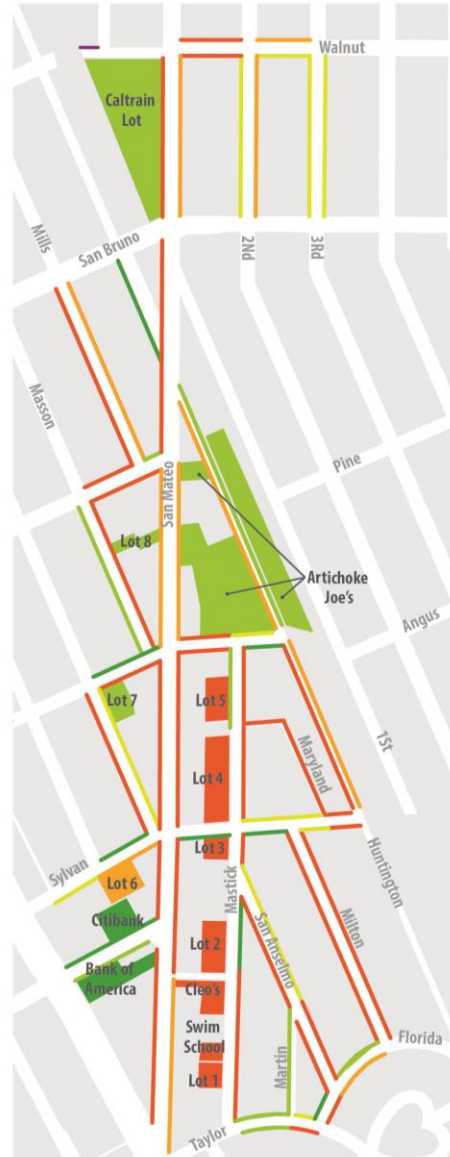 Walnut
Caltrain
Lot
Mills
San Bruno
2Nd
3Rd
Masson
Pine
San Mateo
Lot 8
Artichoke
Joe's
Angus
Lot 7
Lot 5
1St
Maryland
Lot 4
Lot 3
Huntington
Sylvan
Lot 6
Mastick
Citibank
San Anselmo
Milton
Lot 2
Bank of
America
Cleo's
Swim
School
Florida
Lot 1
Martin
Taylor